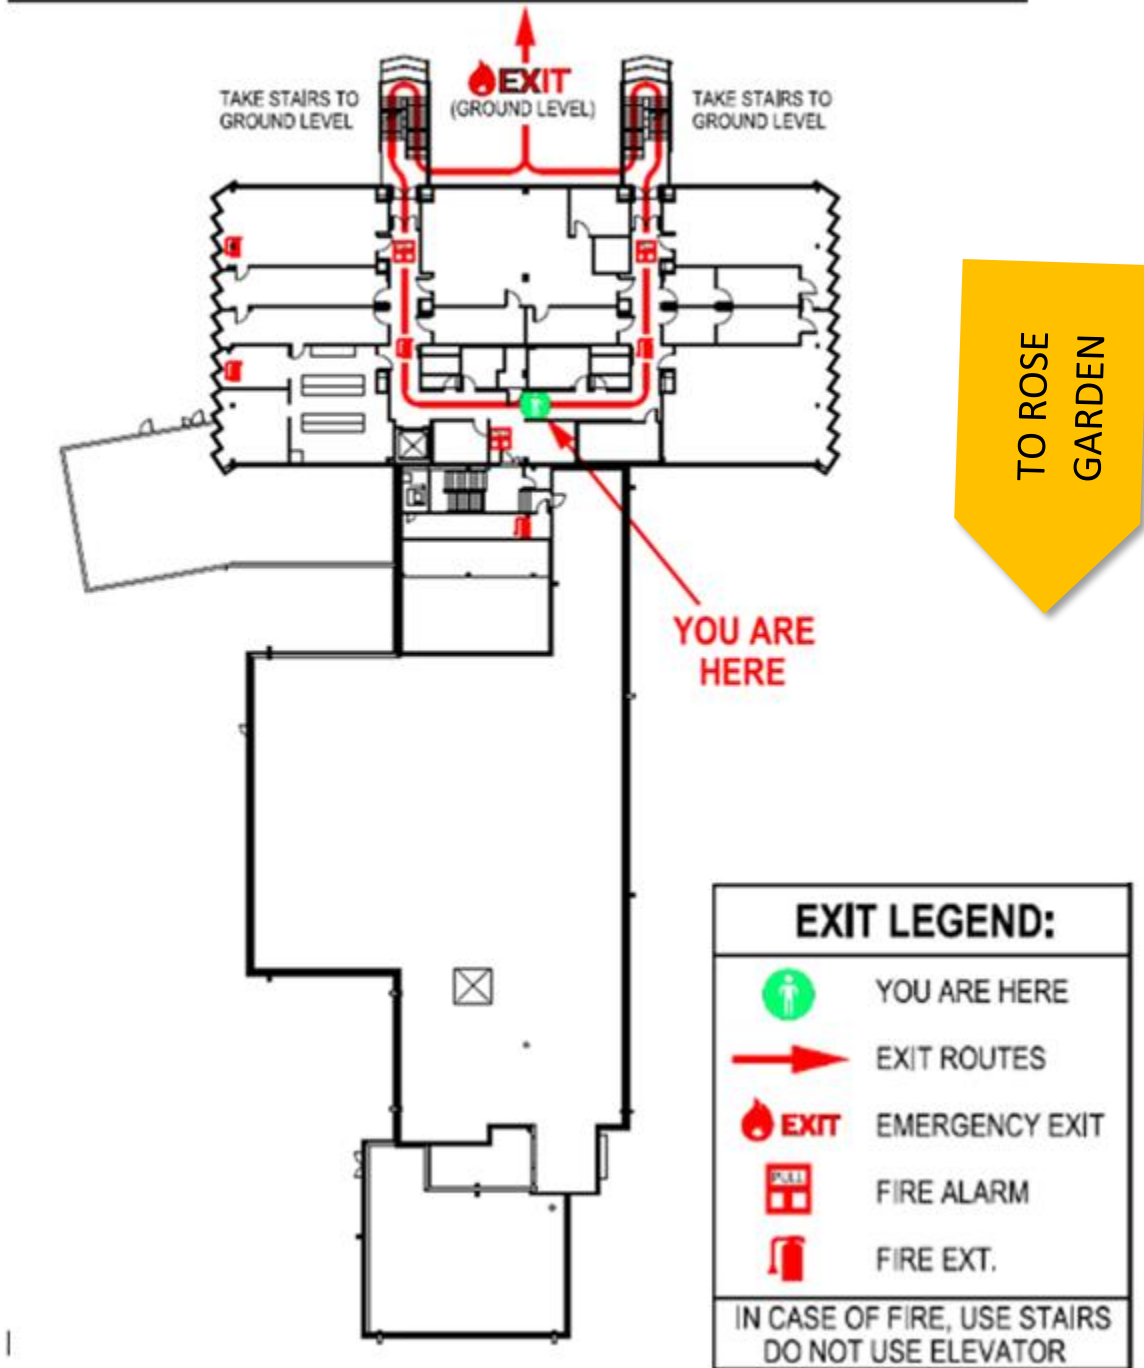 EXIT
(GROUND LEVEL)
TAKE STAIRS TO
GROUND LEVEL
TAKE STAIRS TO
GROUND LEVEL
TO ROSE
GARDEN
YOU ARE
HERE
EXIT LEGEND:
YOU ARE HERE
EXIT ROUTES
EXIT EMERGENCY EXIT
PULL FIRE ALARM
FIRE EXT.
IN CASE OF FIRE, USE STAIRS
DO NOT USE ELEVATOR